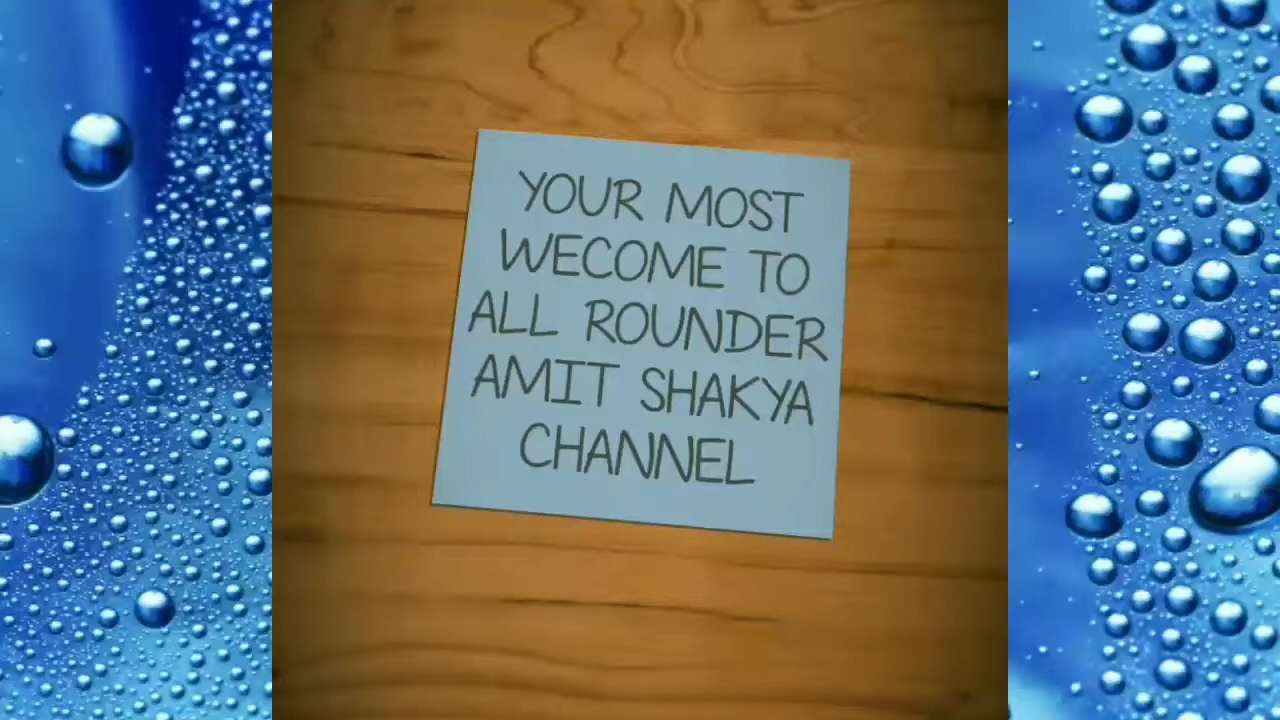 YOUR MOST
WECOME TO
ALL ROUNDER
AMIT SHAKYA
CHANNEL